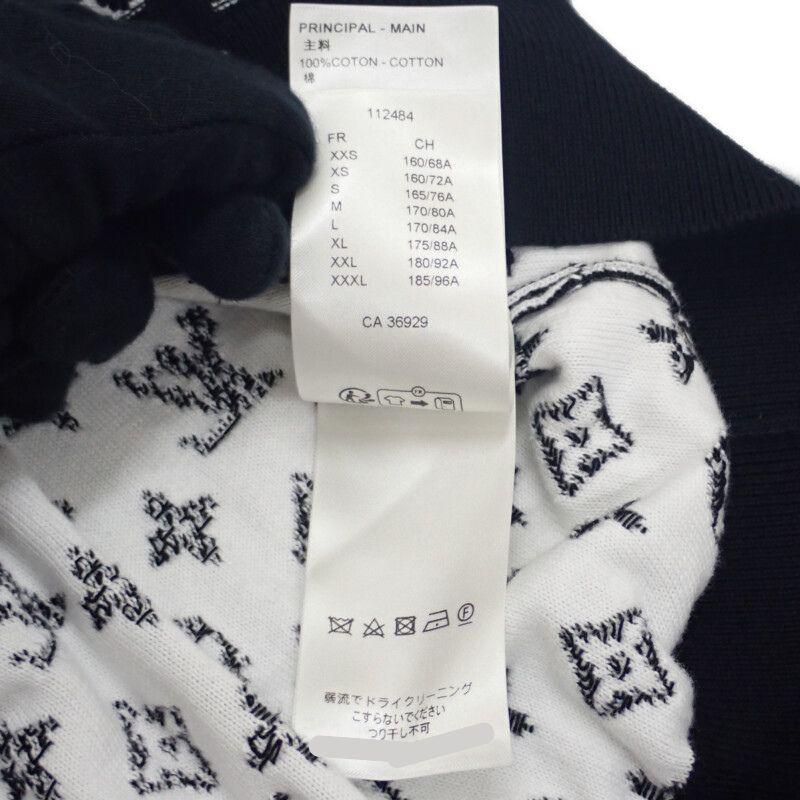 PRINCIPAL - MAIN
主料
100%COTON - COTTON
棉
112484
FR CH
XXS 160/68A
XS 160/72A
S 165/76A
M 170/80A
L 170/84A
XL 175/88A
XXL 180/92A
XXXL 185/96A
CA 36929
FR
F
弱流でドライクリーニング
こすらないでください
つり干し不可